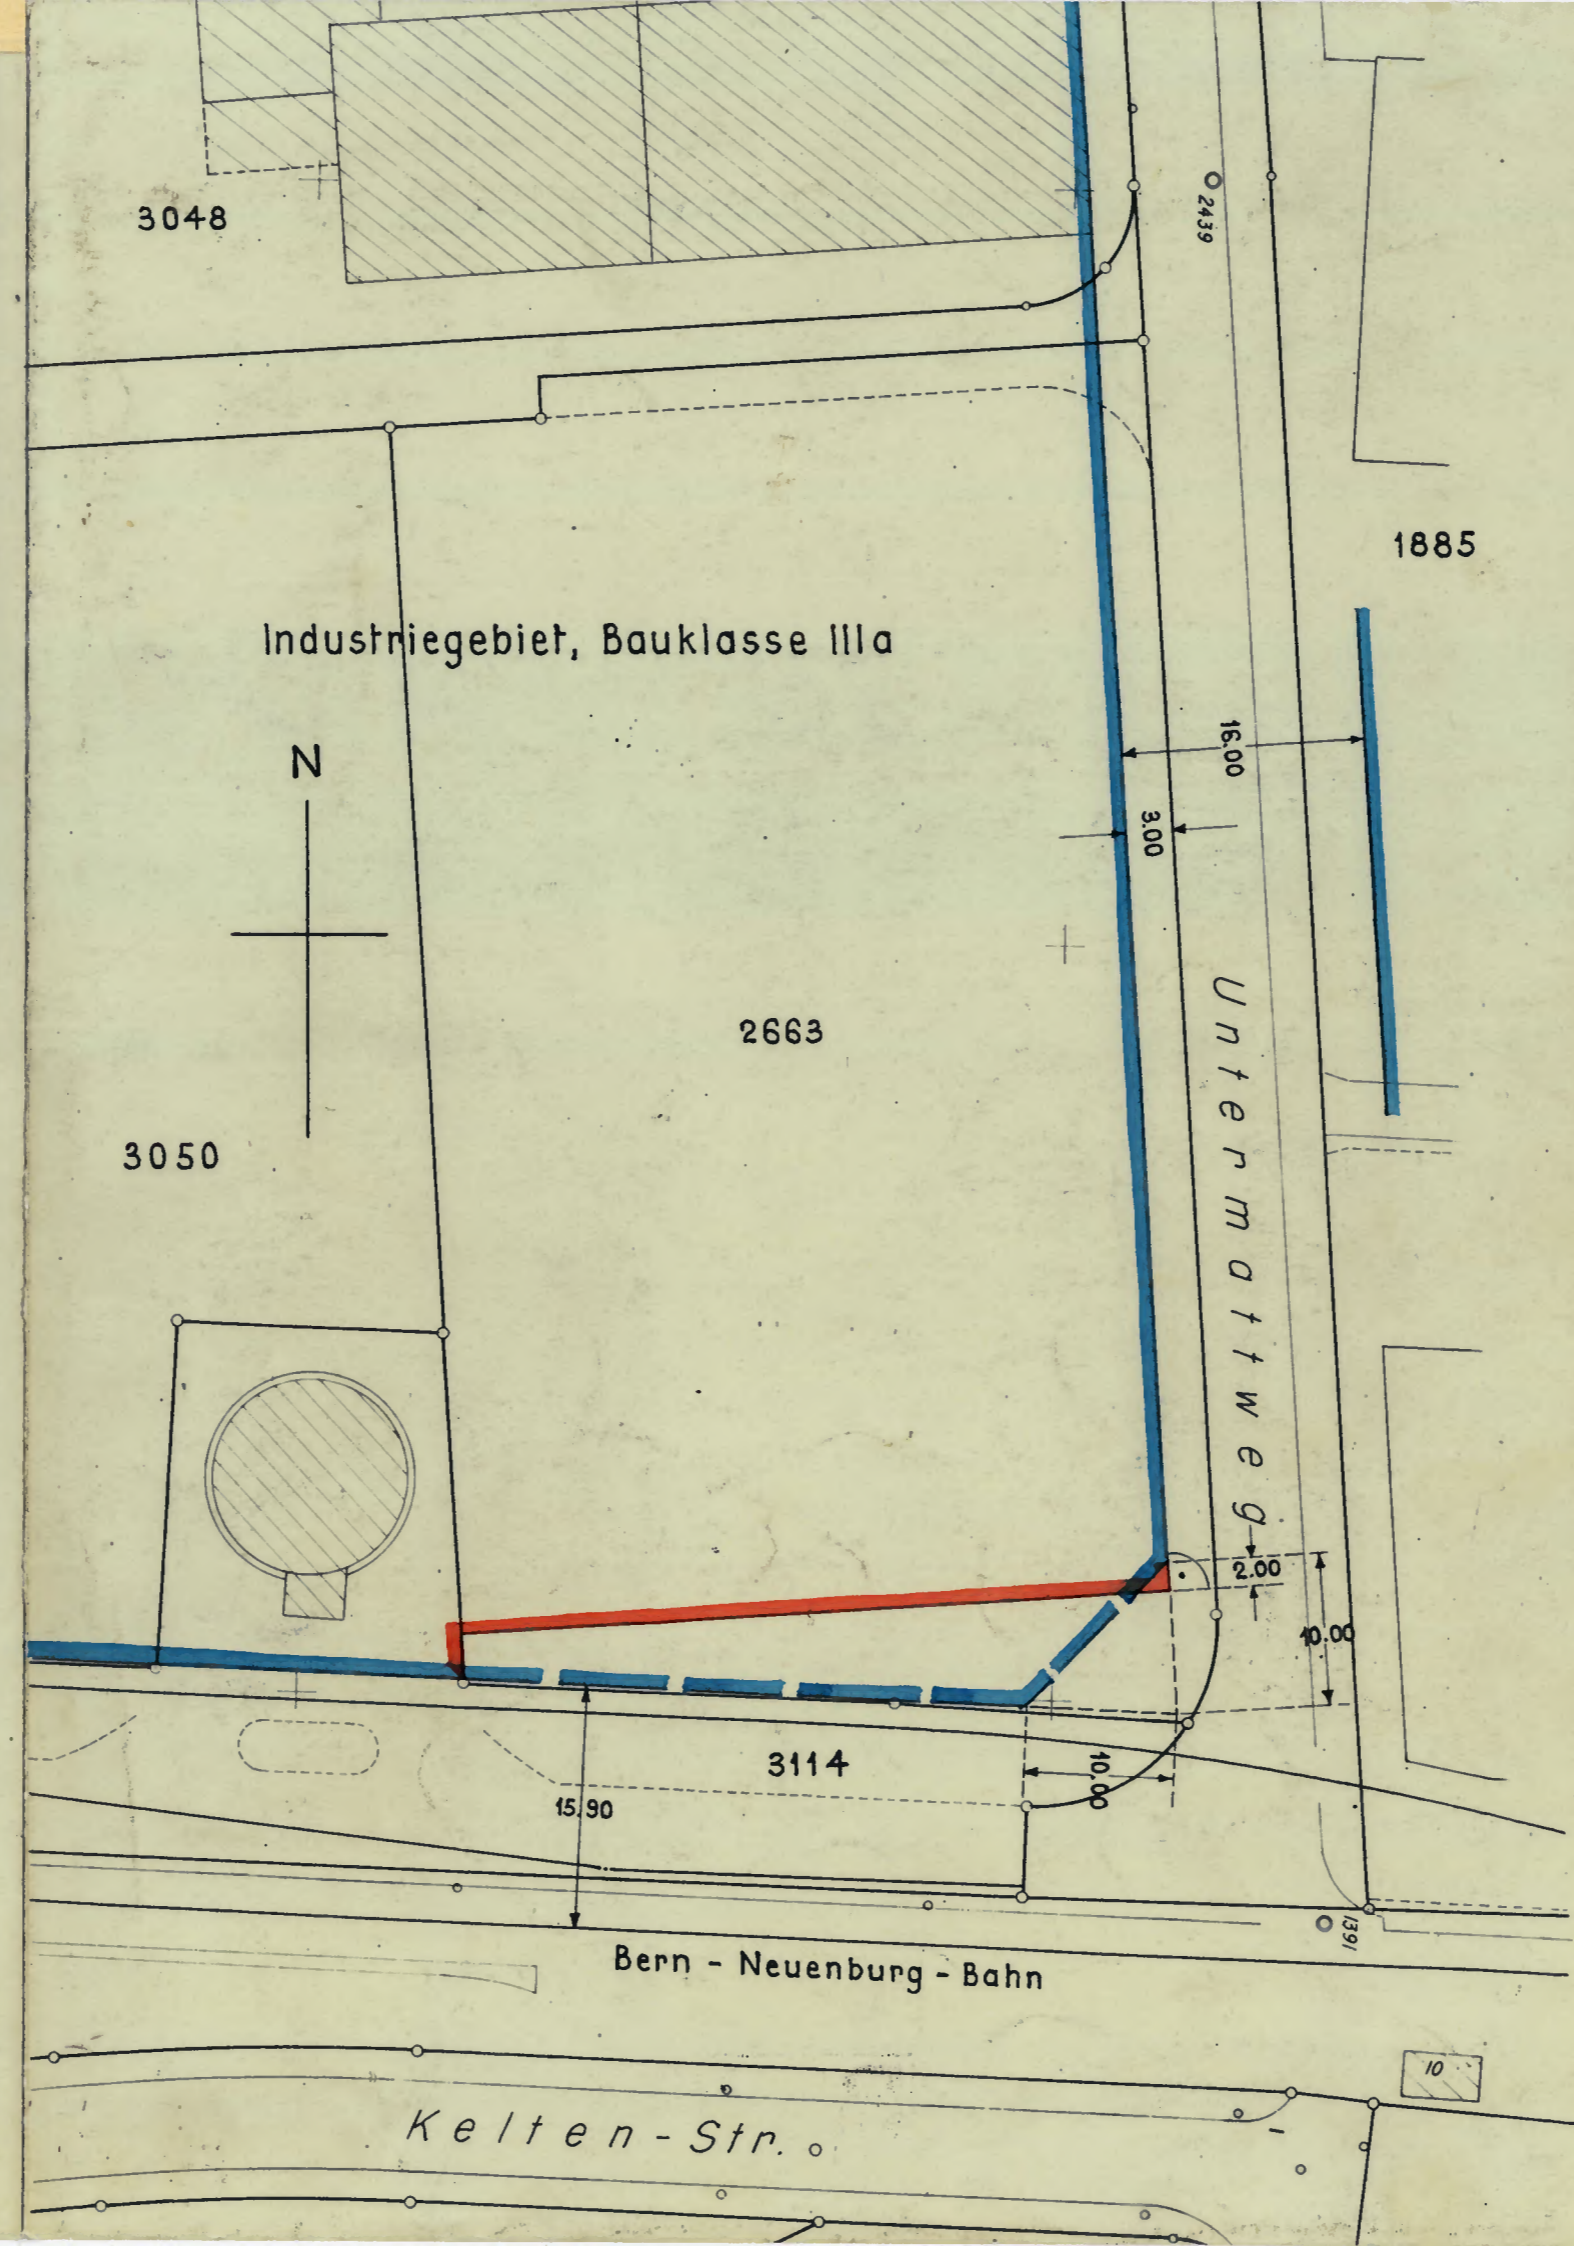 3048
2439
1885
Industriegebiet, Bauklasse IIIa
N
16.00
3.00
Untermattweg
2663
3050
2.00
10.00
3114
10.00
15.90
1391
Bern - Neuenburg - Bahn
10
Kelten-Str.